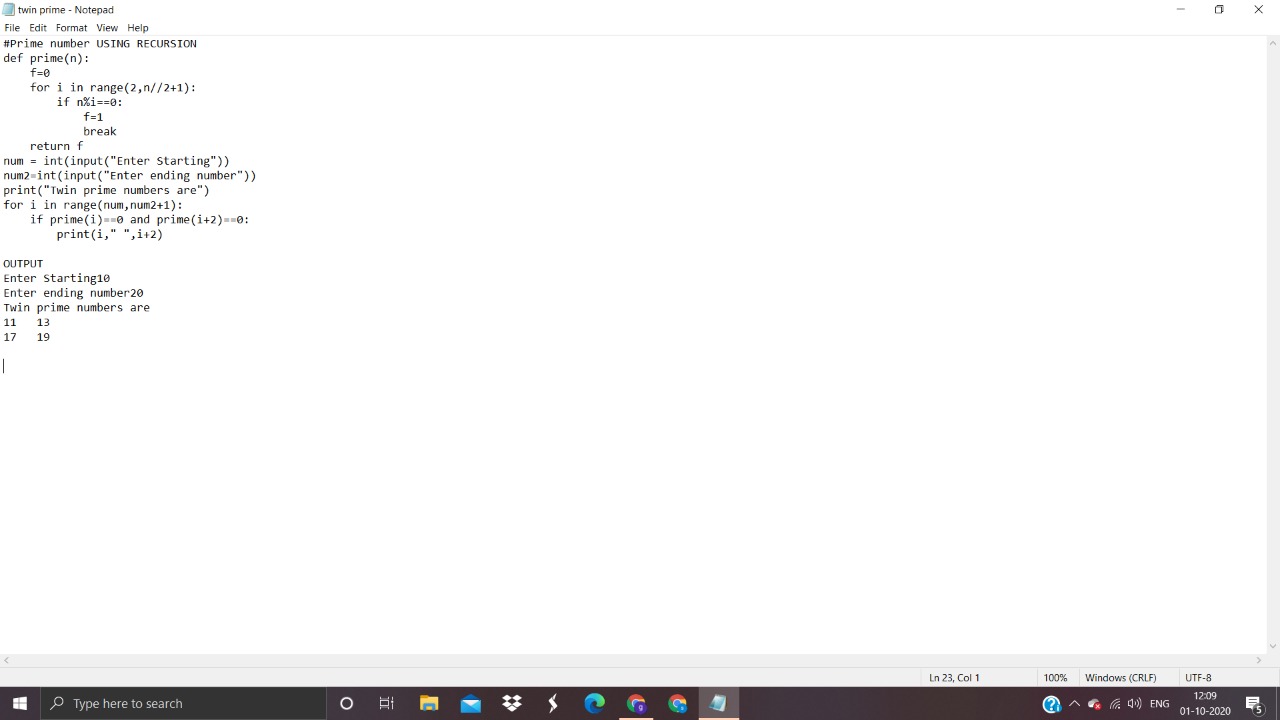 twin prime - Notepad
File Edit Format View Help
#Prime number USING RECURSION
def prime(n):
    f=0
    for i in range(2,n//2+1):
        if n%i==0:
            f=1
            break
    return f
num = int(input("Enter Starting"))
num2=int(input("Enter ending number"))
print("Twin prime numbers are")
for i in range(num,num2+1):
    if prime(i)==0 and prime(i+2)==0:
        print(i," ",i+2)

OUTPUT
Enter Starting10
Enter ending number20
Twin prime numbers are
11   13
17   19
Ln 23, Col 1 100% Windows (CRLF) UTF-8
Type here to search
ENG
12:09
01-10-2020
5